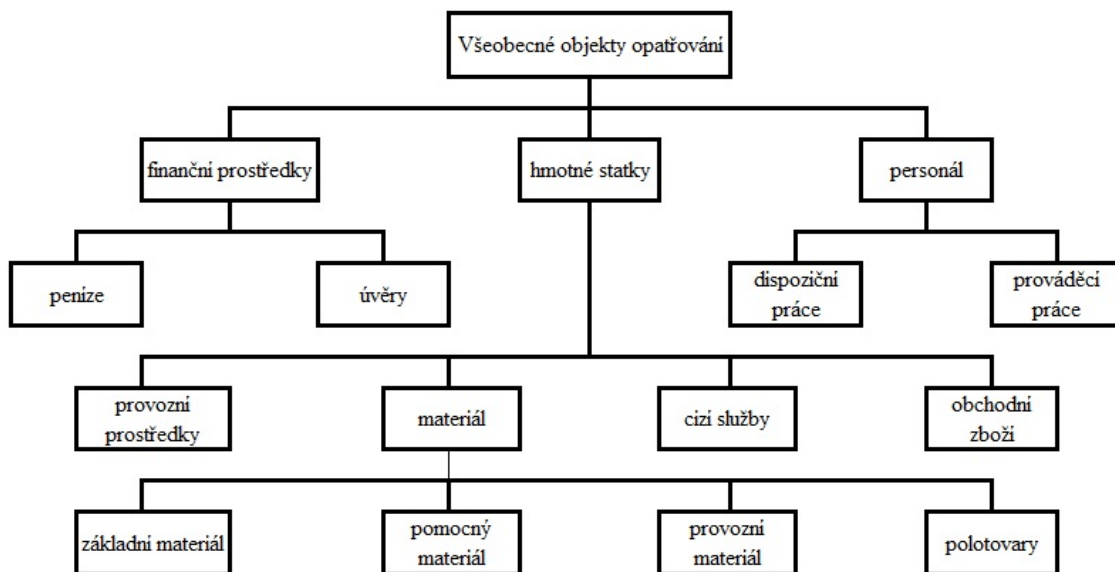 Všeobecné objekty opatřování
finanční prostředky
hmotné statky
personál
peníze
úvěry
dispoziční
práce
prováděcí
práce
provozní
prostředky
materiál
cizí služby
obchodní
zboží
základní materiál
pomocný
materiál
provozní
materiál
polotovary